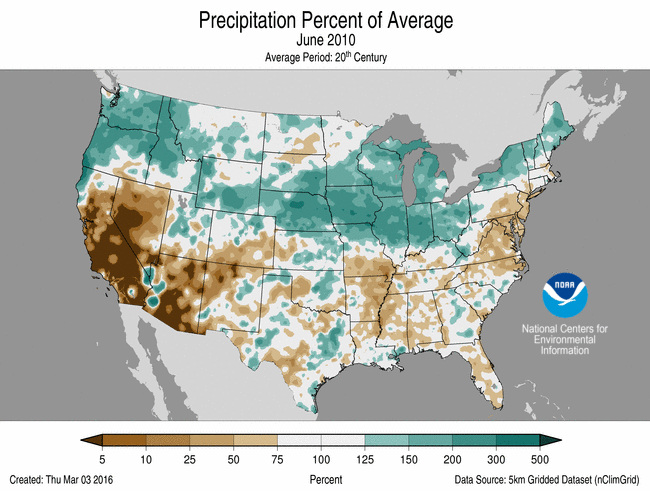 Precipitation Percent of Average
June 2010
Average Period: 20th Century
NOAA
National Centers for
Environmental
Information
5 10 25 50 75 100 125 150 200 300 500
Created: Thu Mar 03 2016 Percent Data Source: 5km Gridded Dataset (nClimGrid)